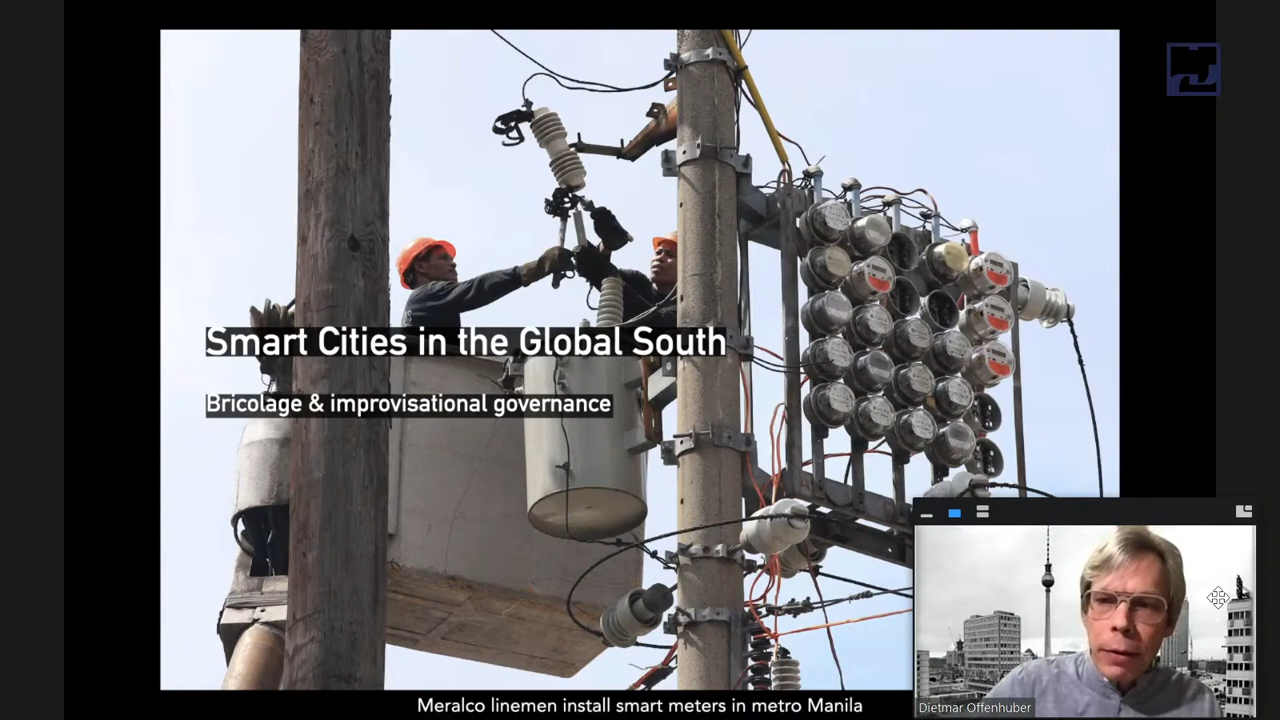 Smart Cities in the Global South
Bricolage & improvisational governance
Meralco linemen install smart meters in metro Manila
Dietmar Offenhuber